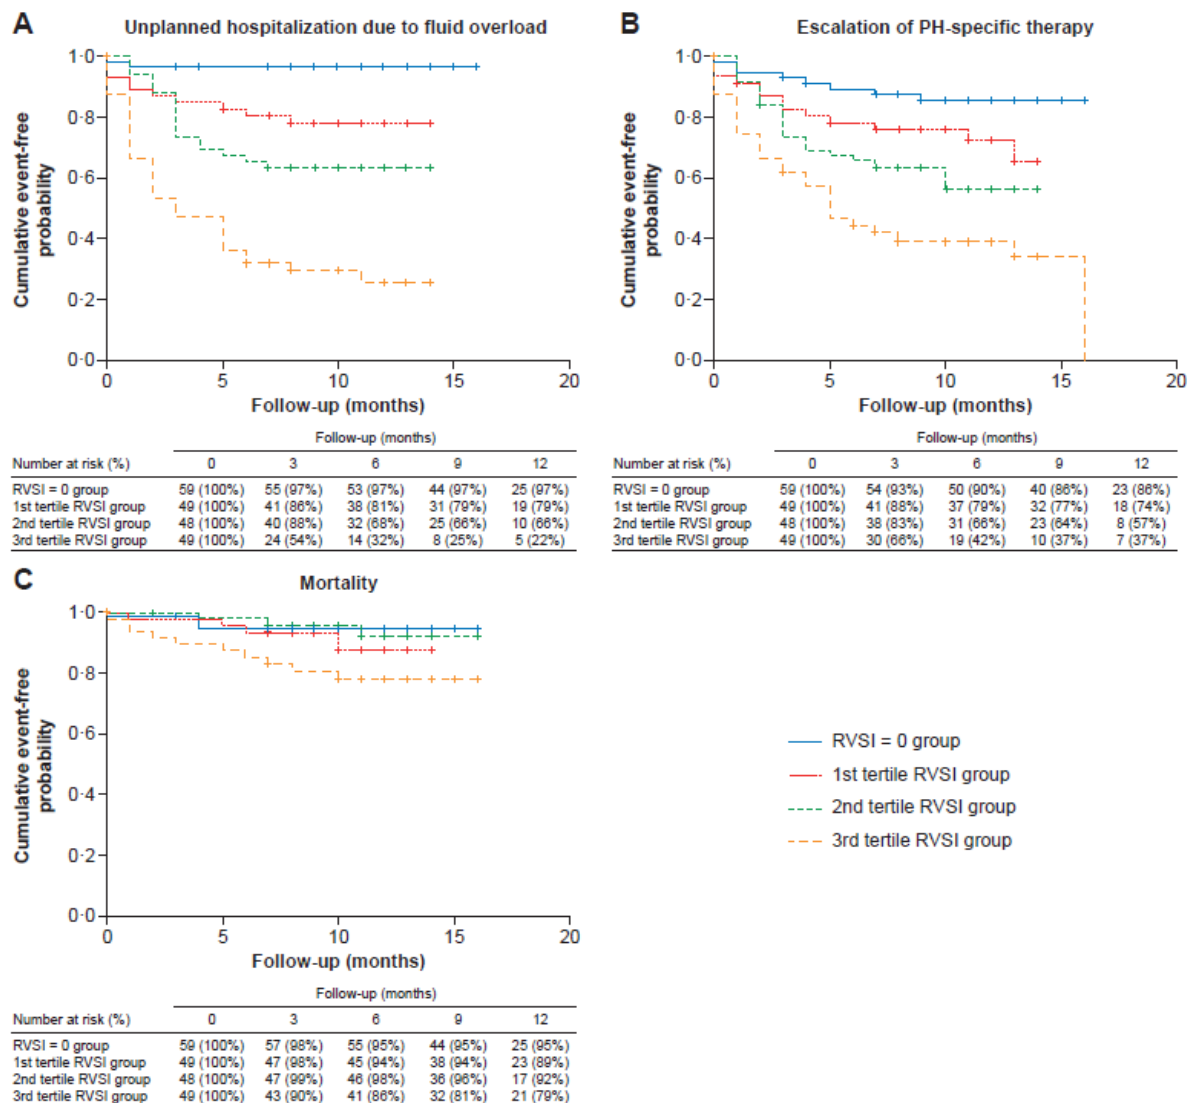 A
Unplanned hospitalization due to fluid overload
Cumulative event-free
probability
1·0
0·8
0·6
0·4
0·2
0·0
0 5 10 15 20
Follow-up (months)
Follow-up (months)
Number at risk (%) 0 3 6 9 12
RVSI = 0 group 59 (100%) 55 (97%) 53 (97%) 44 (97%) 25 (97%)
1st tertile RVSI group 49 (100%) 41 (86%) 38 (81%) 31 (79%) 19 (79%)
2nd tertile RVSI group 48 (100%) 40 (88%) 32 (68%) 25 (66%) 10 (66%)
3rd tertile RVSI group 49 (100%) 24 (54%) 14 (32%) 8 (25%) 5 (22%)
B
Escalation of PH-specific therapy
Cumulative event-free
probability
1·0
0·8
0·6
0·4
0·2
0·0
0 5 10 15 20
Follow-up (months)
Follow-up (months)
Number at risk (%) 0 3 6 9 12
RVSI = 0 group 59 (100%) 54 (93%) 50 (90%) 40 (86%) 23 (86%)
1st tertile RVSI group 49 (100%) 41 (88%) 37 (79%) 32 (77%) 18 (74%)
2nd tertile RVSI group 48 (100%) 38 (83%) 31 (66%) 23 (64%) 8 (57%)
3rd tertile RVSI group 49 (100%) 30 (66%) 19 (42%) 10 (37%) 7 (37%)
C
Mortality
Cumulative event-free
probability
1·0
0·8
0·6
0·4
0·2
0·0
0 5 10 15 20
Follow-up (months)
Follow-up (months)
Number at risk (%) 0 3 6 9 12
RVSI = 0 group 59 (100%) 57 (98%) 55 (95%) 44 (95%) 25 (95%)
1st tertile RVSI group 49 (100%) 47 (98%) 45 (94%) 38 (94%) 23 (89%)
2nd tertile RVSI group 48 (100%) 47 (99%) 46 (98%) 36 (96%) 17 (92%)
3rd tertile RVSI group 49 (100%) 43 (90%) 41 (86%) 32 (81%) 21 (79%)
RVSI = 0 group
1st tertile RVSI group
2nd tertile RVSI group
3rd tertile RVSI group